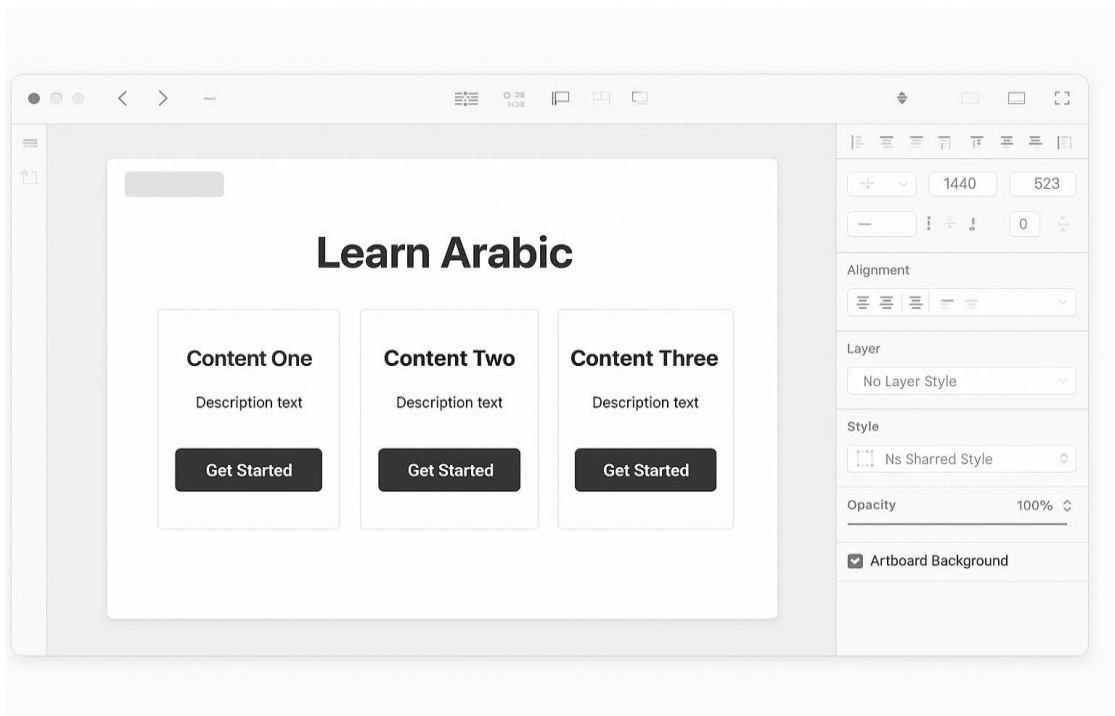 1440 523
0
Learn Arabic
Content One
Description text
Get Started
Content Two
Description text
Get Started
Content Three
Description text
Get Started
Alignment
Layer
No Layer Style
Style
Ns Sharred Style
Opacity 100%
Artboard Background